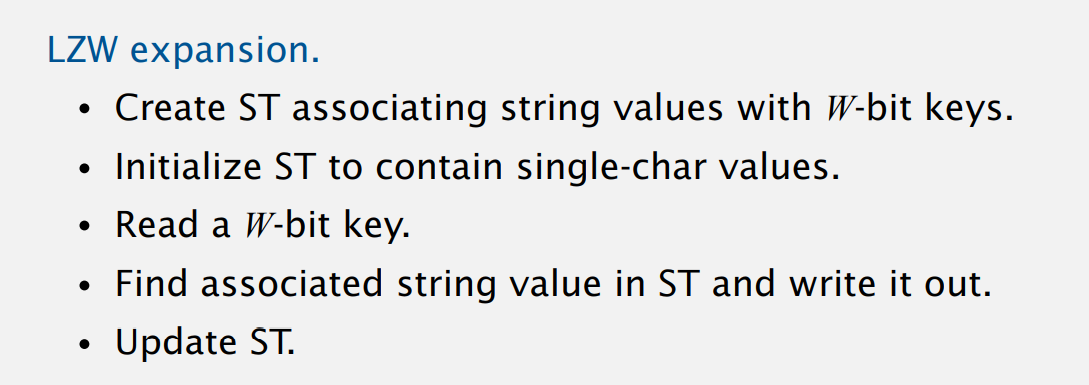 LZW expansion.
• Create ST associating string values with W-bit keys.
• Initialize ST to contain single-char values.
• Read a W-bit key.
• Find associated string value in ST and write it out.
• Update ST.